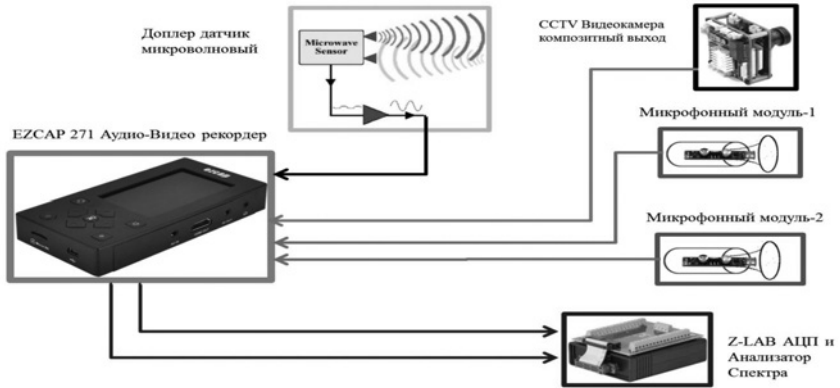 Доплер датчик
микроволновый
Microwave
Sensor
CCTV Видеокамера
композитный выход
Микрофонный модуль-1
EZCAP 271 Аудио-Видео рекордер
ezcap
Микрофонный модуль-2
Z-LAB АЦП и
Анализатор
Спектра